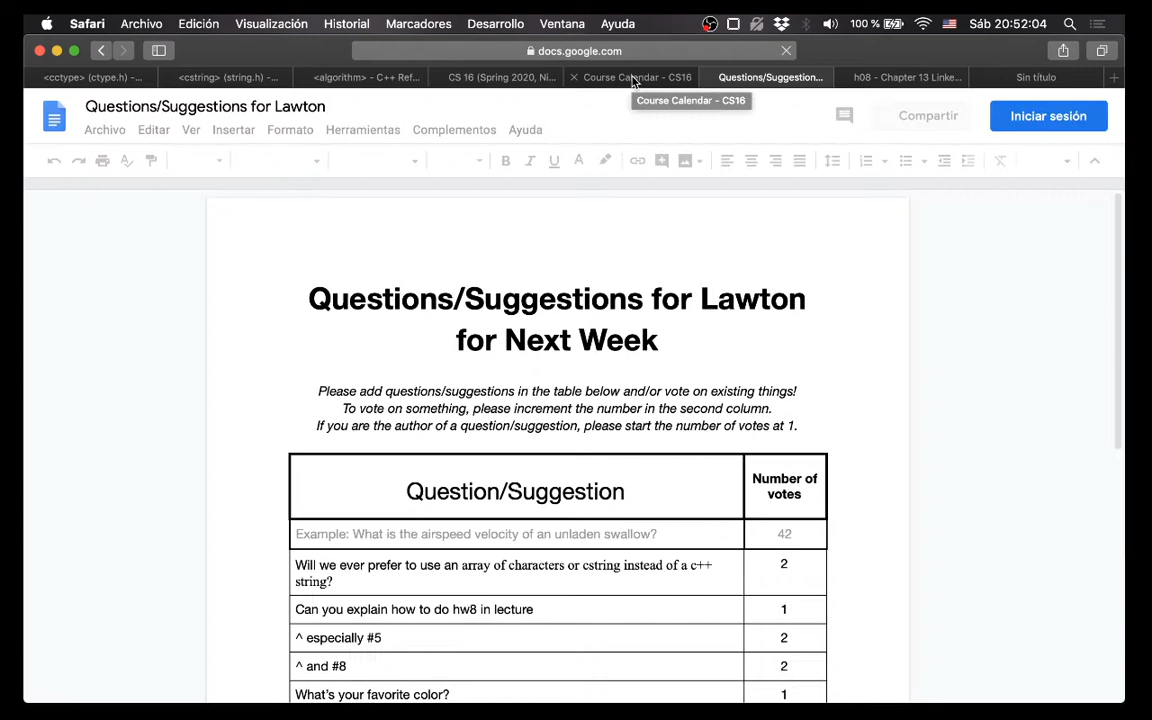 Safari Archivo Edición Visualización Historial Marcadores Desarrollo Ventana Ayuda 100 % Sáb 20:52:04
docs.google.com
<cctype> (ctype.h) -... <cstring> (string.h) -... <algorithm> - C++ Ref... CS 16 (Spring 2020, Ni... Course Calendar - CS16 Questions/Suggestion... h08 - Chapter 13 Linke... Sin título
Course Calendar - CS16
Questions/Suggestions for Lawton
Compartir Iniciar sesión
Archivo Editar Ver Insertar Formato Herramientas Complementos Ayuda
Questions/Suggestions for Lawton
for Next Week
Please add questions/suggestions in the table below and/or vote on existing things!
To vote on something, please increment the number in the second column.
If you are the author of a question/suggestion, please start the number of votes at 1.
Question/Suggestion Number of
votes
Example: What is the airspeed velocity of an unladen swallow? 42
Will we ever prefer to use an array of characters or cstring instead of a c++ 2
string?
Can you explain how to do hw8 in lecture 1
^ especially #5 2
^ and #8 2
What's your favorite color? 1